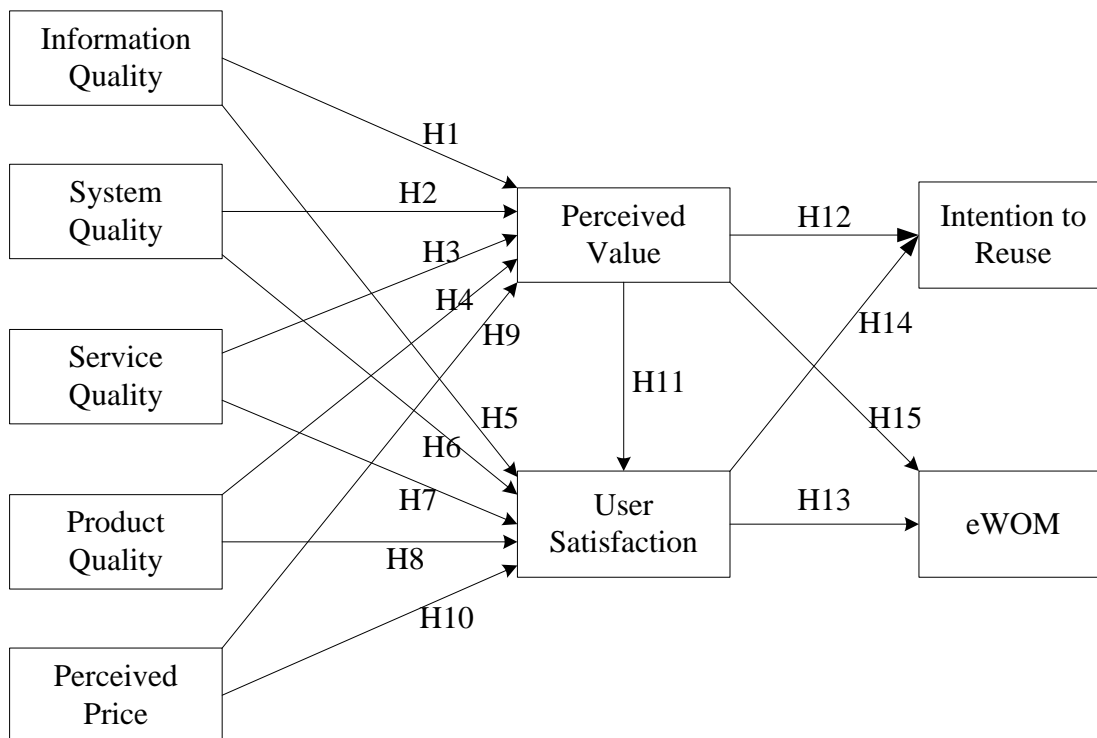 Information
Quality
H1
System
Quality
H2
Perceived
Value
H12
Intention to
Reuse
H3
H4
H9
H14
Service
Quality
H11
H5
H15
H6
H7
User
Satisfaction
H13
eWOM
Product
Quality
H8
H10
Perceived
Price